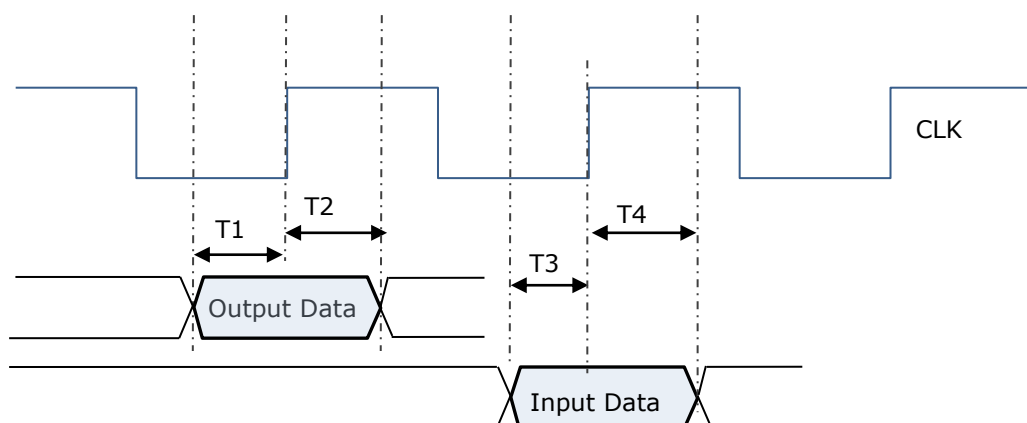 CLK
T2
T1
T4
T3
Output Data
Input Data